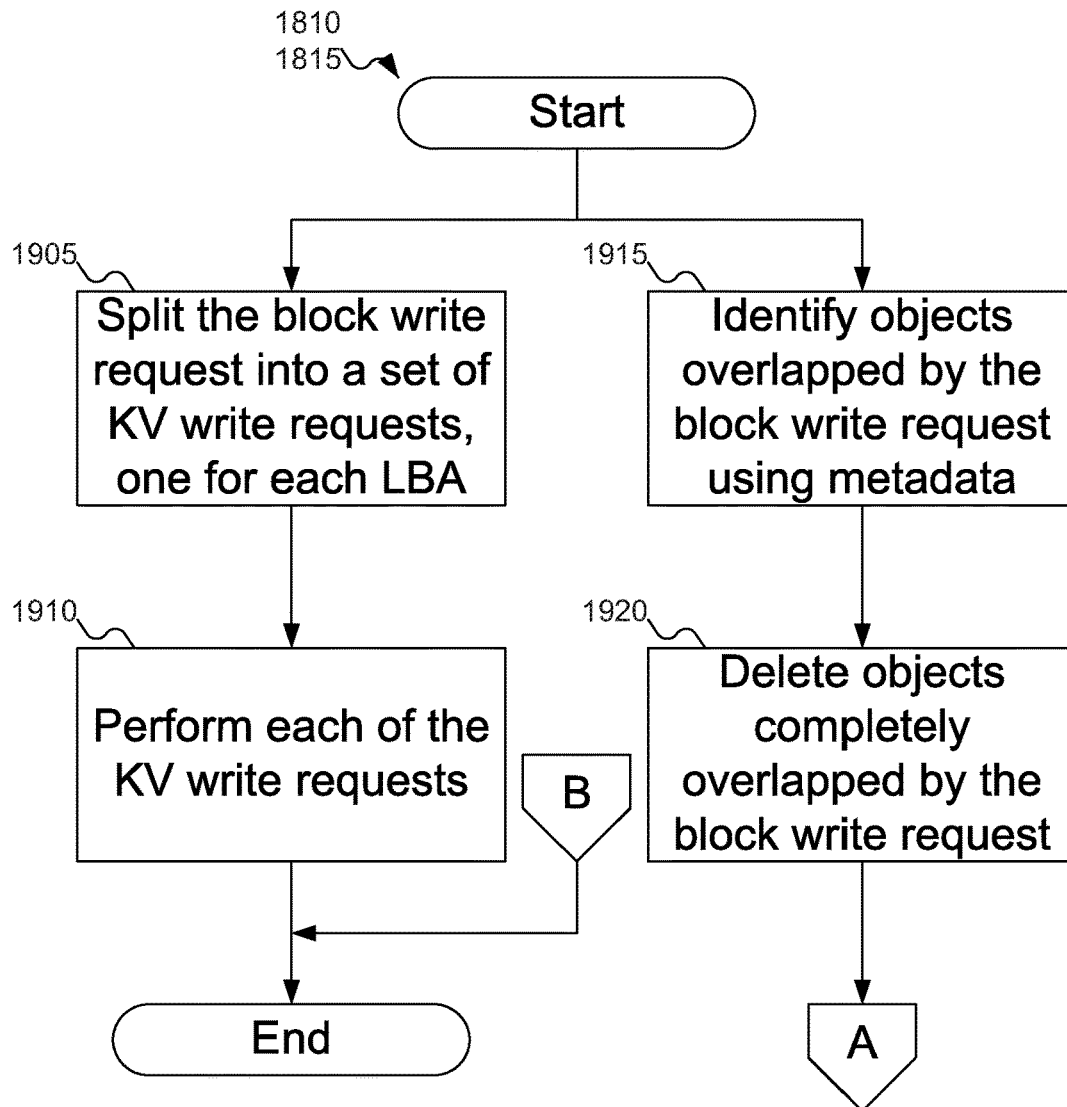 1810
1815
Start
1905
Split the block write
request into a set of
KV write requests,
one for each LBA
1915
Identify objects
overlapped by the
block write request
using metadata
1910
Perform each of the
KV write requests
B
1920
Delete objects
completely
overlapped by the
block write request
End
A